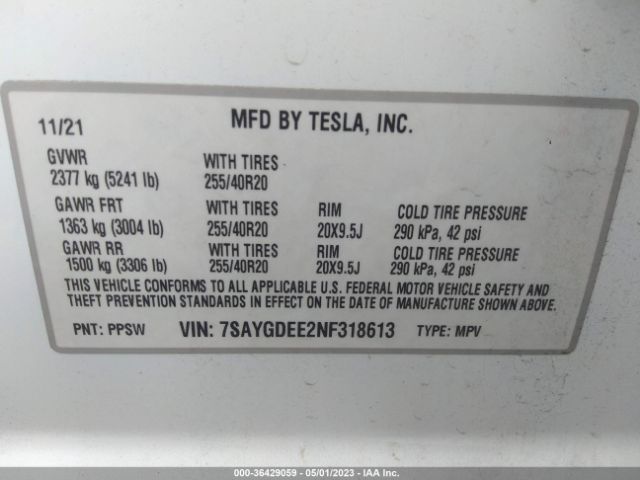 11/21 MFD BY TESLA, INC.
GVWR WITH TIRES
2377 kg (5241 lb) 255/40R20
GAWR FRT WITH TIRES RIM COLD TIRE PRESSURE
1363 kg (3004 lb) 255/40R20 20X9.5J 290 kPa, 42 psi
GAWR RR WITH TIRES RIM COLD TIRE PRESSURE
1500 kg (3306 lb) 255/40R20 20X9.5J 290 kPa, 42 psi
THIS VEHICLE CONFORMS TO ALL APPLICABLE U.S. FEDERAL MOTOR VEHICLE SAFETY AND
THEFT PREVENTION STANDARDS IN EFFECT ON THE DATE OF MANUFACTURE SHOWN ABOVE.
PNT: PPSW VIN: 7SAYGDEE2NF318613 TYPE: MPV
000-36429059 - 05/01/2023 - IAA Inc.